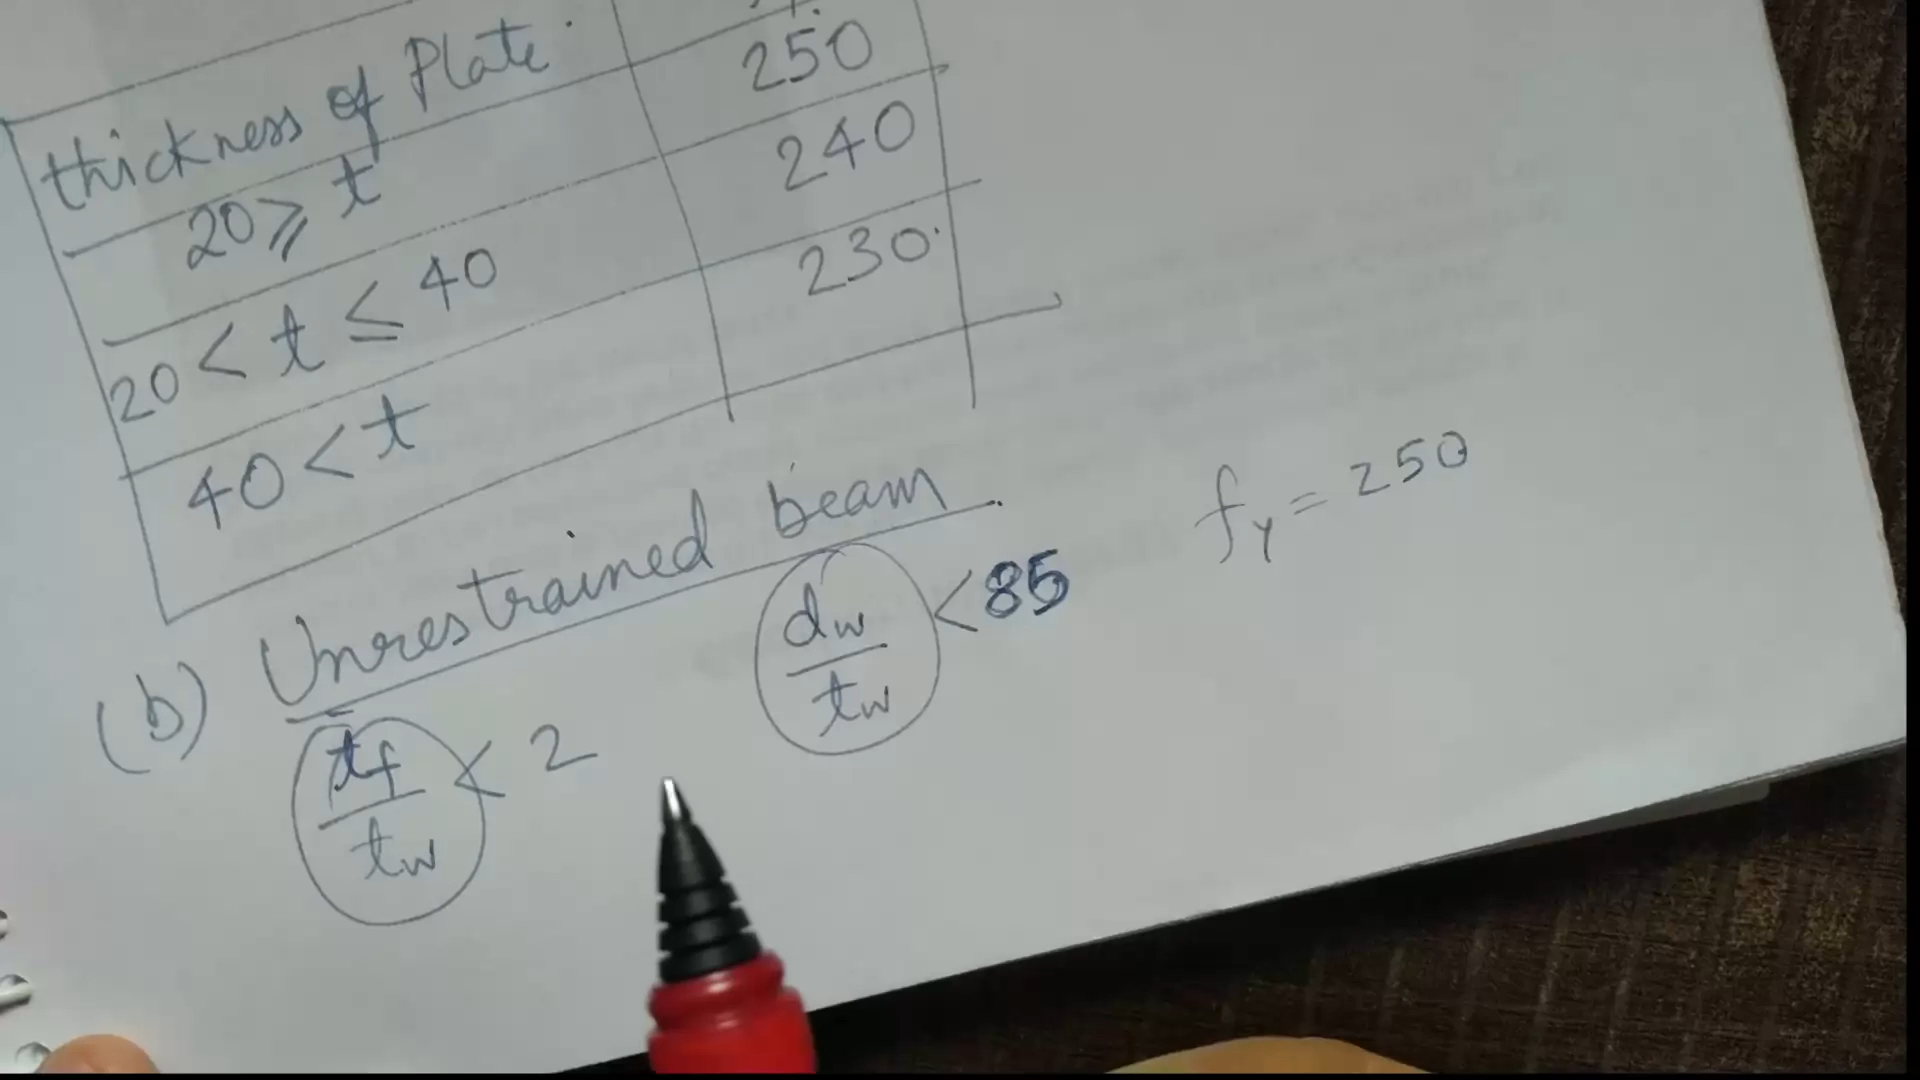 thickness of Plate
20 ⩾ t 250
20 < t ≤ 40 240
40 < t 230
(b) Unrestrained beam
tf/tw < 2 dw/tw < 85 fy = 250